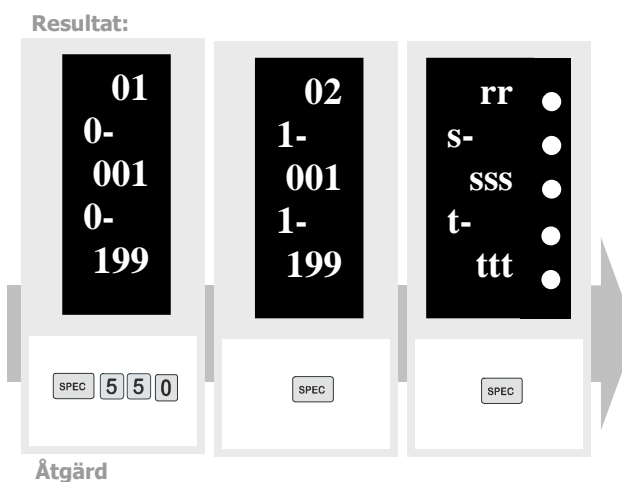 Resultat:
01
0-
001
0-
199
02
1-
001
1-
199
rr
s-
sss
t-
ttt
SPEC 5 5 0
SPEC
SPEC
Åtgärd